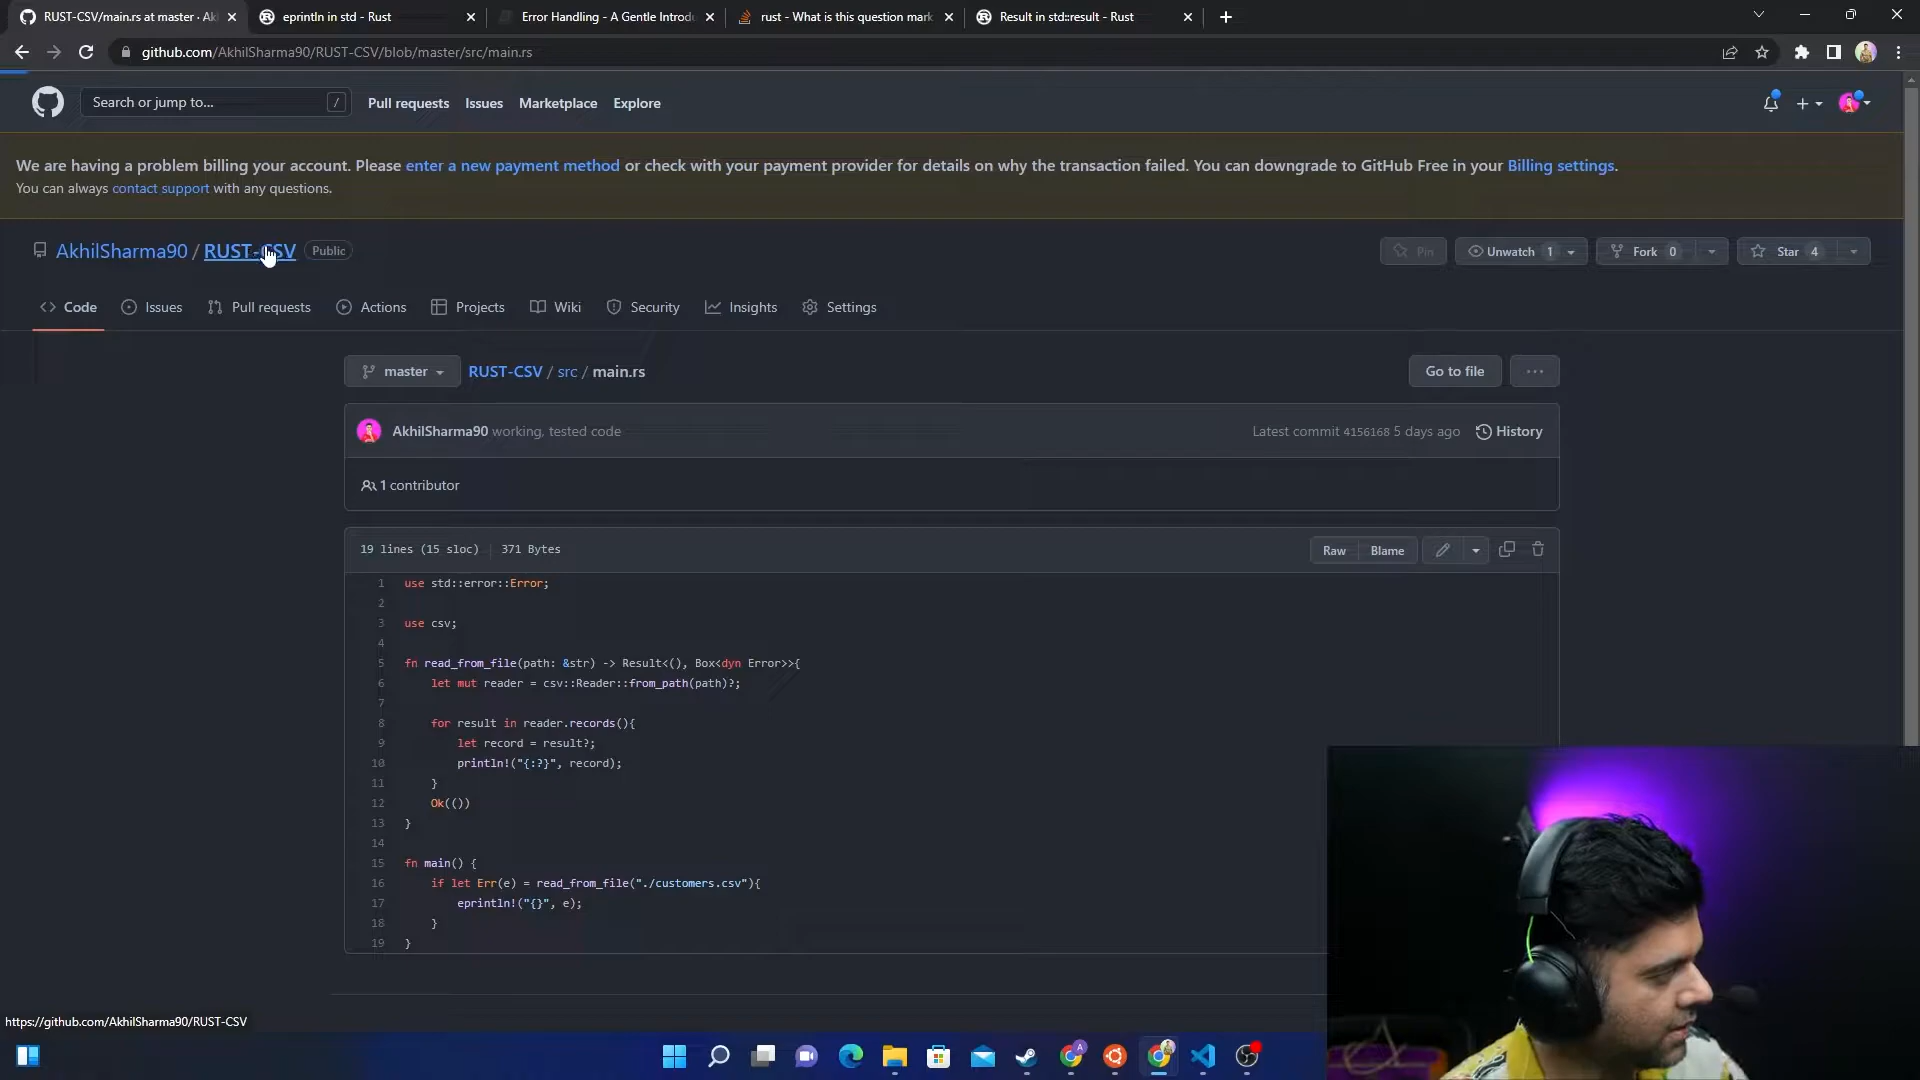 RUST-CSV/main.rs at master · Ak
eprintln in std - Rust
Error Handling - A Gentle Introdu
rust - What is this question mark
Result in std::result - Rust
github.com/AkhilSharma90/RUST-CSV/blob/master/src/main.rs
Search or jump to... /
Pull requests Issues Marketplace Explore
We are having a problem billing your account. Please enter a new payment method or check with your payment provider for details on why the transaction failed. You can downgrade to GitHub Free in your Billing settings.
You can always contact support with any questions.
AkhilSharma90 / RUST-CSV Public
Pin Unwatch 1 Fork 0 Star 4
<> Code Issues Pull requests Actions Projects Wiki Security Insights Settings
master RUST-CSV / src / main.rs Go to file ...
AkhilSharma90 working, tested code Latest commit 4156168 5 days ago History
1 contributor
19 lines (15 sloc) 371 Bytes Raw Blame
1 use std::error::Error;
2
3 use csv;
4
5 fn read_from_file(path: &str) -> Result<(), Box<dyn Error>>{
6 let mut reader = csv::Reader::from_path(path)?;
7
8 for result in reader.records(){
9 let record = result?;
10 println!("{:?}", record);
11 }
12 Ok(())
13 }
14
15 fn main() {
16 if let Err(e) = read_from_file("./customers.csv"){
17 eprintln!("{}", e);
18 }
19 }
https://github.com/AkhilSharma90/RUST-CSV